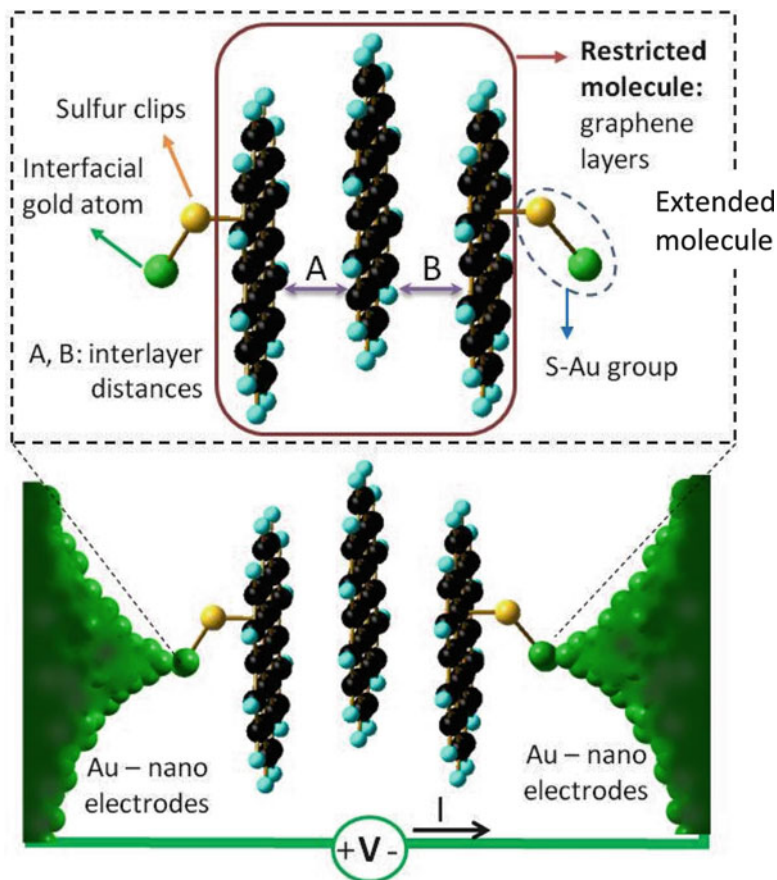 Restricted
molecule:
graphene
layers
Sulfur clips
Interfacial
gold atom
Extended
molecule
A
B
A, B: interlayer
distances
S-Au group
Au – nano
electrodes
Au – nano
electrodes
I
+V-